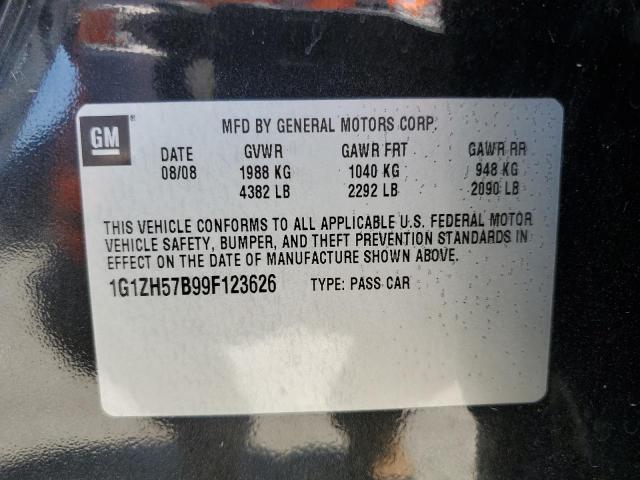 GM ® MFD BY GENERAL MOTORS CORP.
DATE GVWR GAWR FRT GAWR RR
08/08 1988 KG 1040 KG 948 KG
4382 LB 2292 LB 2090 LB
THIS VEHICLE CONFORMS TO ALL APPLICABLE U.S. FEDERAL MOTOR
VEHICLE SAFETY, BUMPER, AND THEFT PREVENTION STANDARDS IN
EFFECT ON THE DATE OF MANUFACTURE SHOWN ABOVE.
1G1ZH57B99F123626 TYPE: PASS CAR